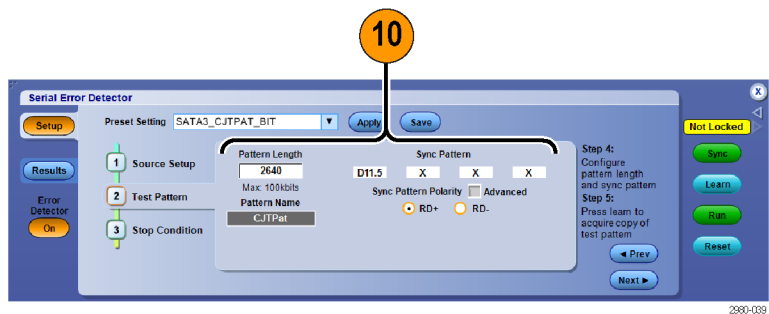 10
Serial Error Detector
X
Setup
Preset Setting SATA3_CJTPAT_BIT Apply Save
Not Locked
Results
Error
Detector
On
1 Source Setup
2 Test Pattern
3 Stop Condition
Pattern Length
2640
Max: 100kbits
Pattern Name
CJTPat
Sync Pattern
D11.5 X X X
Sync Pattern Polarity Advanced
RD+ RD-
Step 4:
Configure
pattern length
and sync pattern
Step 5:
Press learn to
acquire copy of
test pattern
Prev
Next
Sync
Learn
Run
Reset
2980-039